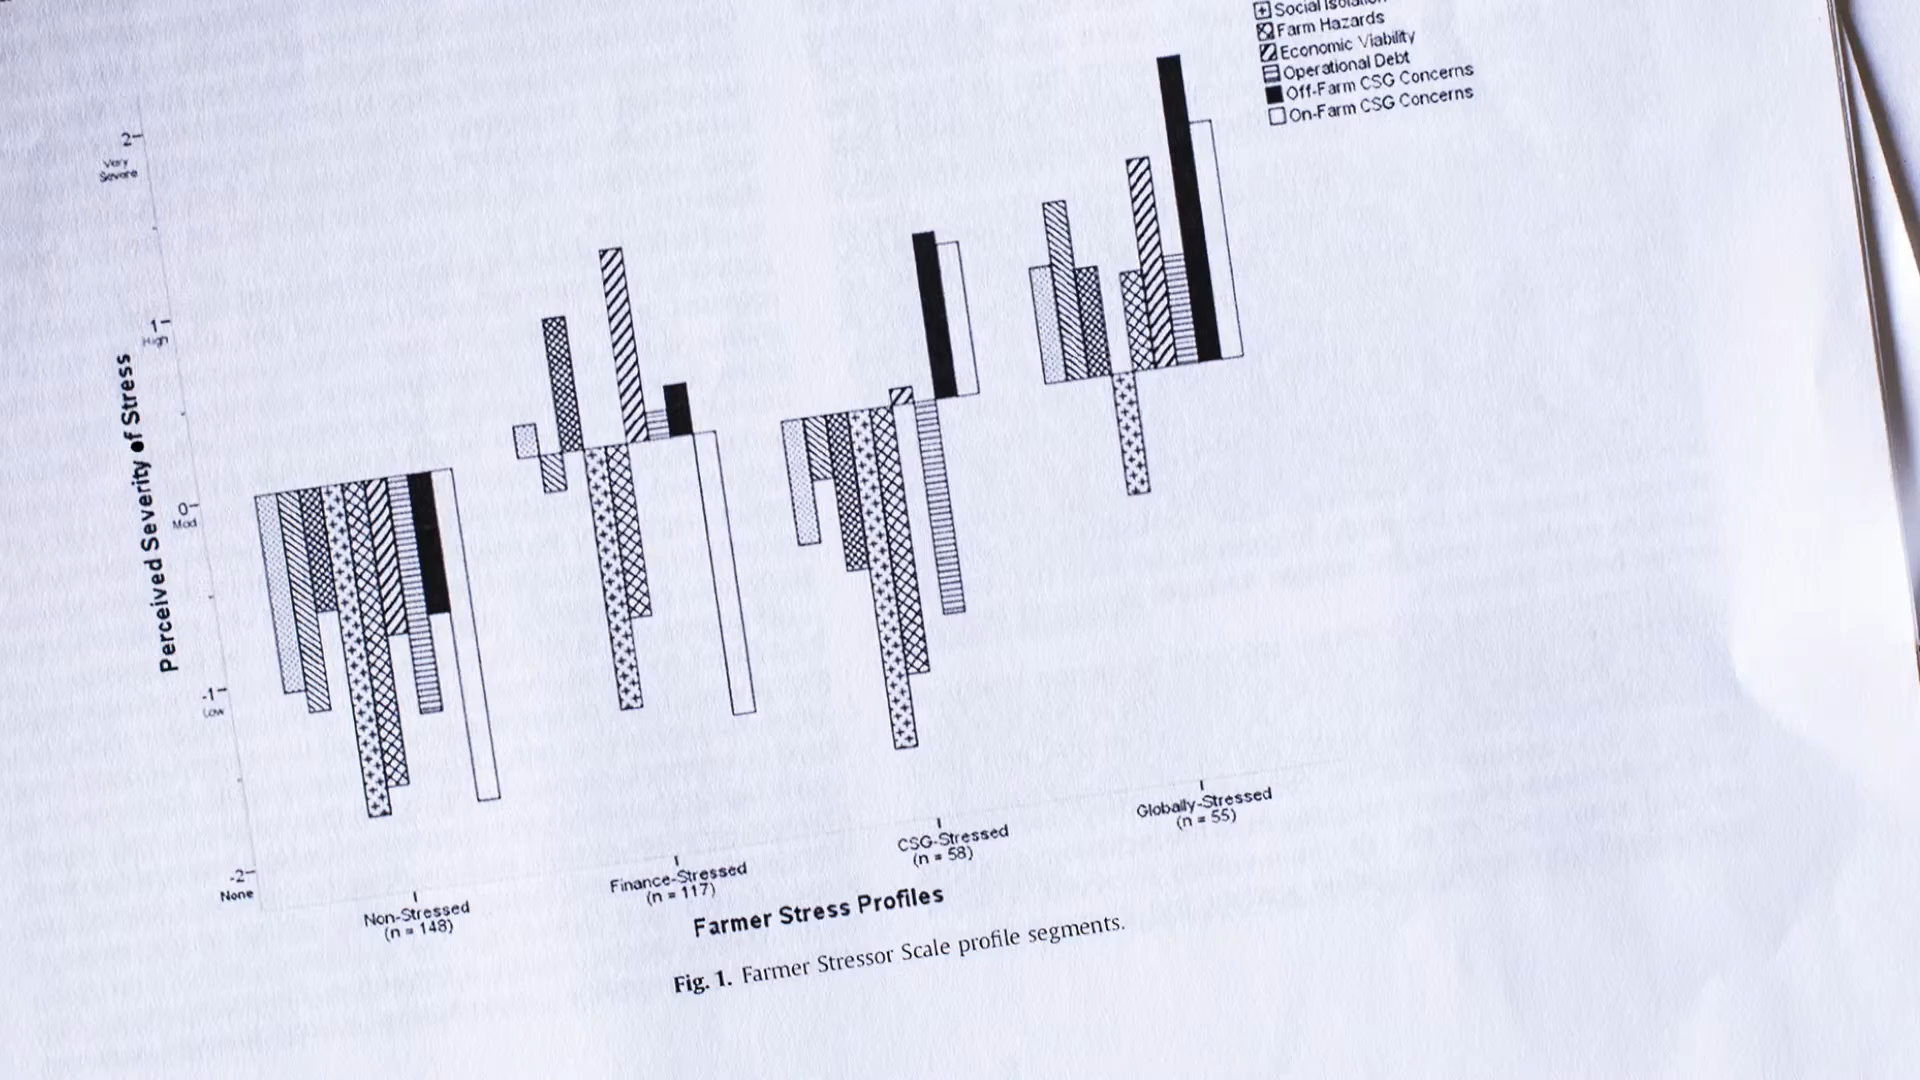 Social Isolation
Farm Hazards
Economic Viability
Operational Debt
Off-Farm CSG Concerns
On-Farm CSG Concerns
2
Very
Severe
1
High
0
Mod
-1
Low
-2
None
Perceived Severity of Stress
Non-Stressed
(n = 148)
Finance-Stressed
(n = 117)
CSG-Stressed
(n = 58)
Globally-Stressed
(n = 55)
Farmer Stress Profiles
Fig. 1. Farmer Stressor Scale profile segments.